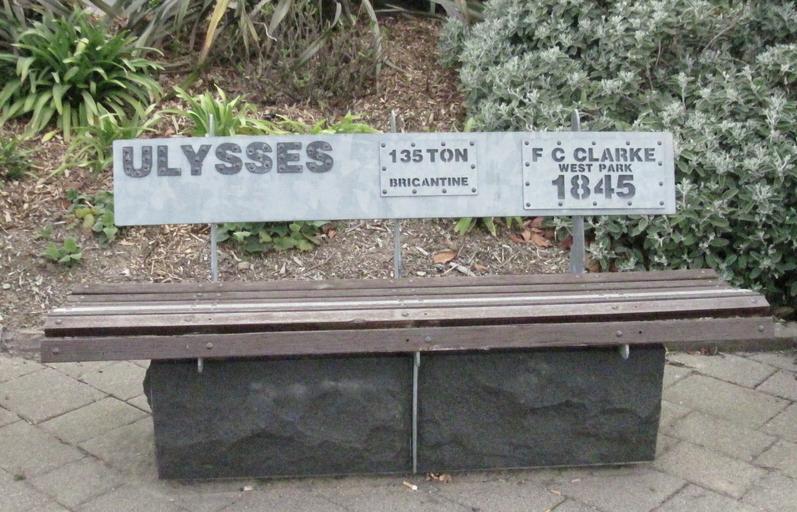 ULYSSES
135 TON
BRIGANTINE
F C CLARKE
WEST PARK
1845